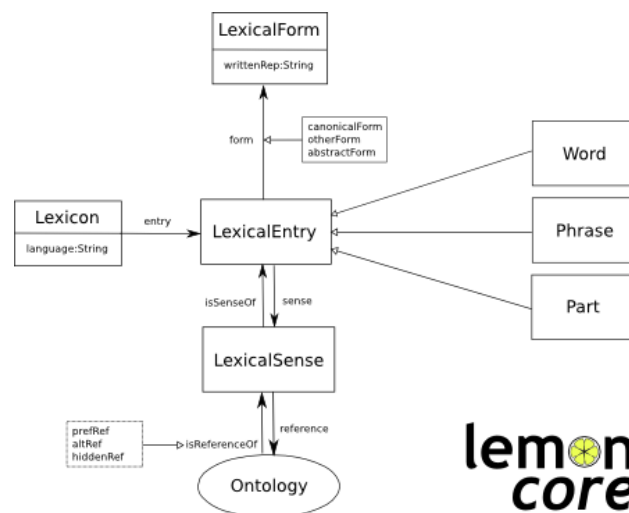 LexicalForm
writtenRep:String
form
canonicalForm
otherForm
abstractForm
Word
Lexicon
language:String
entry
LexicalEntry
Phrase
Part
isSenseOf
sense
LexicalSense
prefRef
altRef
hiddenRef
isReferenceOf
reference
Ontology
lemon
core